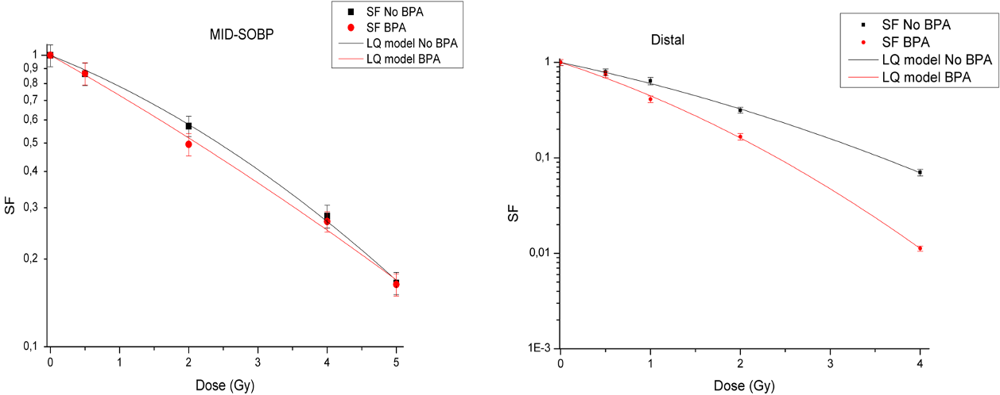 MID-SOBP
SF No BPA
SF BPA
LQ model No BPA
LQ model BPA
1
0,9
0,8
0,7
0,6
0,5
0,4
0,3
0,2
0,1
SF
0 1 2 3 4 5
Dose (Gy)
Distal
SF No BPA
SF BPA
LQ model No BPA
LQ model BPA
1
0,1
0,01
1E-3
SF
0 1 2 3 4
Dose (Gy)